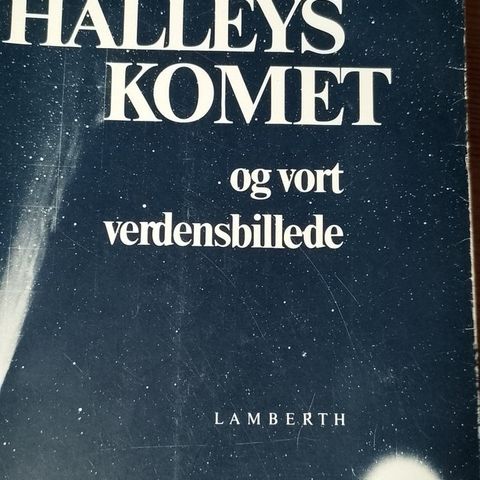 HALLEYS
KOMET
og vort
verdensbillede
LAMBERTH